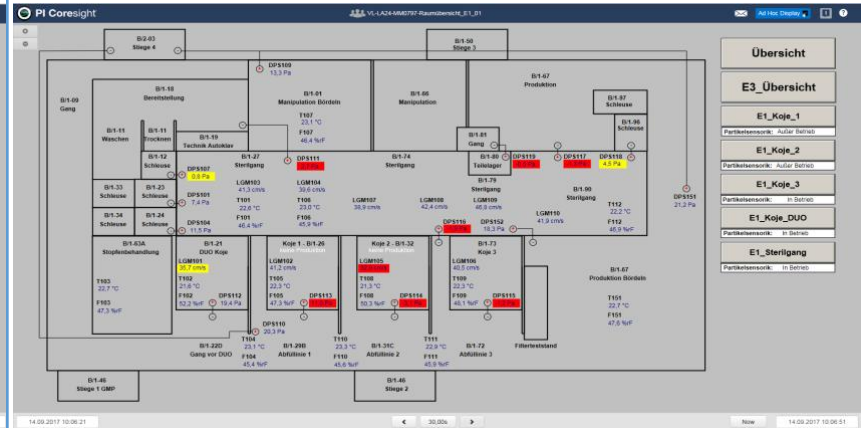 PI Coresight
VL-LA24-MM0797-Raumübersicht_E1_01
Ad Hoc Display
B/2-03
Stiege 4
B/1-50
Stiege 3
DPS109
13,3 Pa
B/1-09
Gang
B/1-18
Bereitstellung
B/1-01
Manipulation Bördeln
B/1-86
Manipulation
B/1-67
Produktion
B/1-97
Schleuse
B/1-96
Schleuse
T107
23,1 °C
F107
46,4 %rF
B/1-11
Waschen
B/1-11
Trocknen
B/1-19
Technik Autoklav
B/1-81
Gang
B/1-12
Schleuse
DPS107
0,6 Pa
B/1-27
Sterilgang
DPS111
B/1-74
Sterilgang
B/1-80
Teilelager
DPS119
DPS117
DPS118
4,5 Pa
B/1-33
Schleuse
B/1-23
Schleuse
DPS101
7,4 Pa
LGM103
41,3 cm/s
LGM104
39,6 cm/s
B/1-79
Sterilgang
B/1-90
Sterilgang
DPS151
21,2 Pa
T101
22,6 °C
T106
23,0 °C
LGM107
39,9 cm/s
LGM108
42,4 cm/s
LGM109
46,9 cm/s
LGM110
41,9 cm/s
T112
22,2 °C
B/1-34
Schleuse
B/1-24
Schleuse
DPS104
11,5 Pa
F101
46,4 %rF
F106
45,9 %rF
DPS116
DPS152
18,3 Pa
F112
46,9 %rF
B/1-63A
Stopfenbehandlung
B/1-21
DUO Koje
Koje 1 - B/1-26
Keine Produktion
Koje 2 - B/1-32
Keine Produktion
B/1-73
Koje 3
LGM101
35,7 cm/s
LGM102
41,2 cm/s
LGM105
LGM106
40,5 cm/s
B/1-67
Produktion Bördeln
T103
22,7 °C
T102
21,6 °C
T105
22,3 °C
T108
21,3 °C
T109
22,3 °C
F103
47,3 %rF
F102
52,2 %rF
DPS112
19,4 Pa
F105
47,3 %rF
DPS113
F108
50,3 %rF
DPS114
F109
DPS115
T151
22,7 °C
F151
47,6 %rF
DPS110
20,3 Pa
B/1-22D
Gang vor DUO
T104
23,1 °C
F104
45,4 %rF
B/1-29B
Abfüllinie 1
T110
23,3 °C
F110
45,6 %rF
B/1-31C
Abfüllinie 2
T111
22,9 °C
F111
45,9 %rF
B/1-72
Abfüllinie 3
Filterteststand
B/1-46
Stiege 1 GMP
B/1-48
Stiege 2
Übersicht
E3_Übersicht
E1_Koje_1
Partikelsensorik: Außer Betrieb
E1_Koje_2
Partikelsensorik: Außer Betrieb
E1_Koje_3
Partikelsensorik: In Betrieb
E1_Koje_DUO
Partikelsensorik: In Betrieb
E1_Sterilgang
Partikelsensorik: In Betrieb
14.09.2017 10:06:21
30,00s
Now
14.09.2017 10:06:51